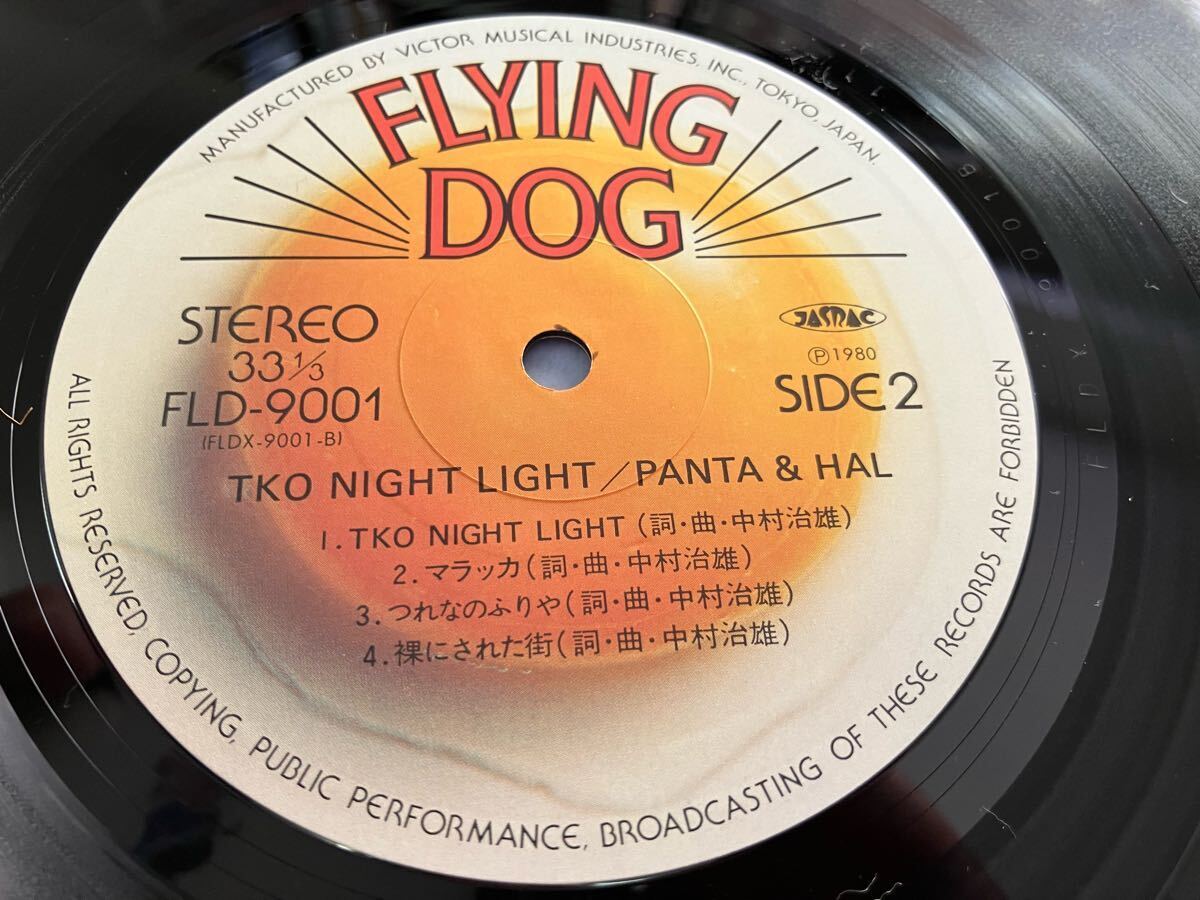 MANUFACTURED BY VICTOR MUSICAL INDUSTRIES, INC., TOKYO, JAPAN.
FLYING
DOG
STEREO
33 1/3
FLD-9001
(FLDX-9001-B)
JASRAC
Ⓟ1980
SIDE 2
TKO NIGHT LIGHT/PANTA & HAL
1. TKO NIGHT LIGHT (詞・曲・中村治雄)
2. マラッカ(詞・曲・中村治雄)
3. つれなのふりや(詞・曲・中村治雄)
4. 裸にされた街(詞・曲・中村治雄)
ALL RIGHTS RESERVED, COPYING, PUBLIC PERFORMANCE, BROADCASTING OF THESE RECORDS ARE FORBIDDEN